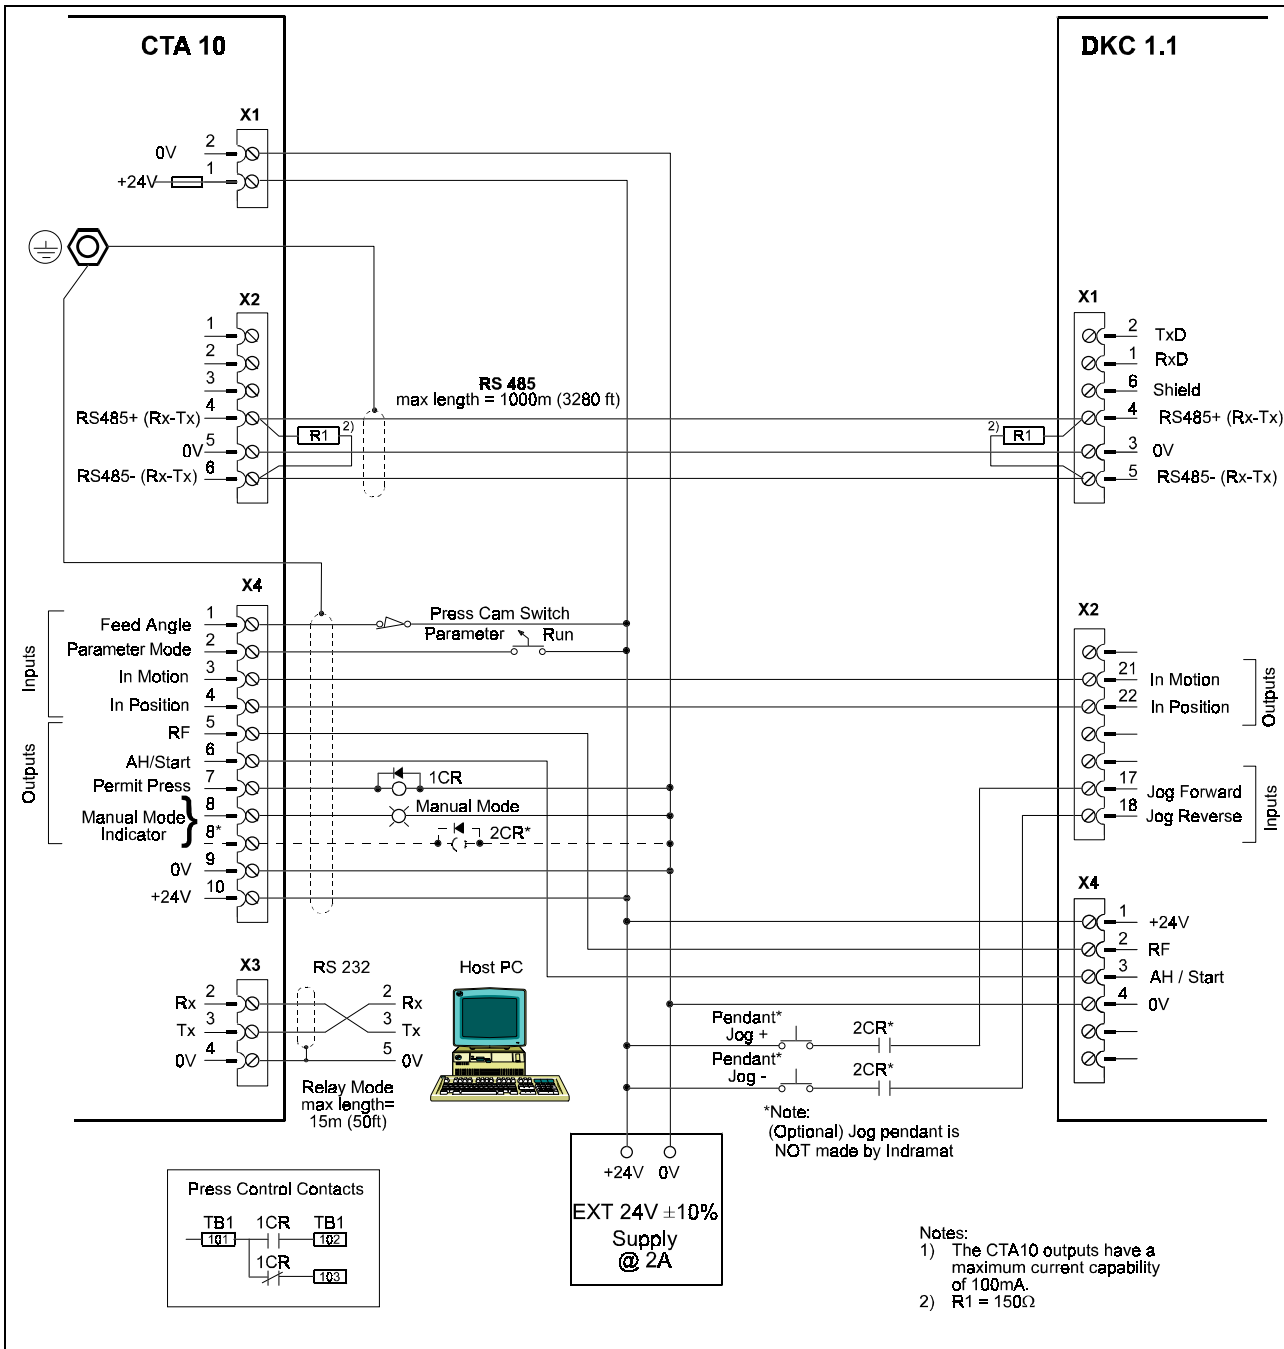 CTA 10
DKC 1.1
X1
0V 2
+24V 1
X2
1
2
3
RS485+ (Rx-Tx) 4
0V 5
RS485- (Rx-Tx) 6
R1 2)
RS 485
max length = 1000m (3280 ft)
2) R1
X1
2 TxD
1 RxD
6 Shield
4 RS485+ (Rx-Tx)
3 0V
5 RS485- (Rx-Tx)
X4
Inputs
Feed Angle 1
Parameter Mode 2
In Motion 3
In Position 4
Outputs
RF 5
AH/Start 6
Permit Press 7
Manual Mode
Indicator
8
8*
0V 9
+24V 10
Press Cam Switch
Parameter Run
1CR
Manual Mode
2CR*
X2
21 In Motion
22 In Position
Outputs
17 Jog Forward
18 Jog Reverse
Inputs
X4
1 +24V
2 RF
3 AH / Start
4 0V
X3
Rx 2
Tx 3
0V 4
RS 232
2 Rx
3 Tx
5 0V
Host PC
Relay Mode
max length=
15m (50ft)
Pendant*
Jog +
2CR*
Pendant*
Jog -
2CR*
*Note:
(Optional) Jog pendant is
NOT made by Indramat
+24V 0V
EXT 24V ±10%
Supply
@ 2A
Press Control Contacts
TB1 1CR TB1
101 102
1CR
103
Notes:
1) The CTA10 outputs have a
maximum current capability
of 100mA.
2) R1 = 150Ω